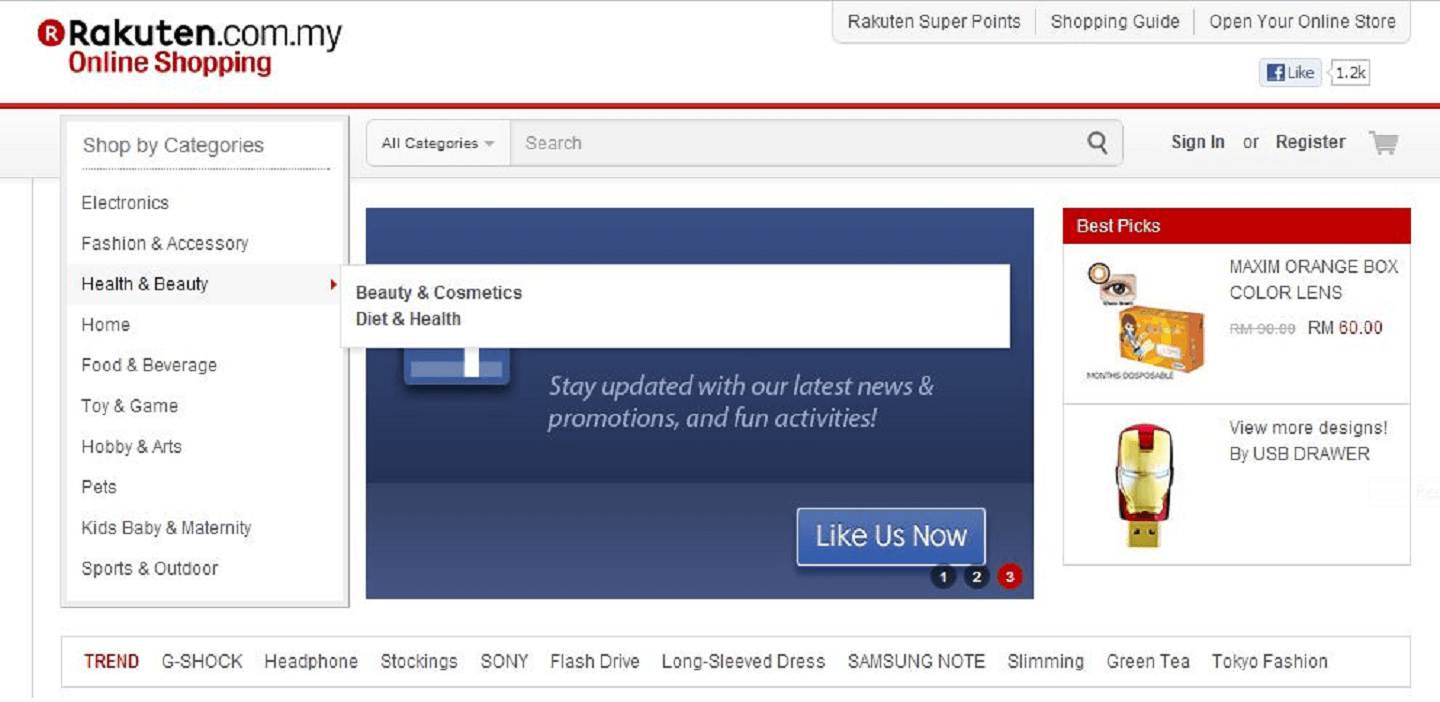 Rakuten.com.my
Online Shopping
Rakuten Super Points
Shopping Guide
Open Your Online Store
Like
1.2k
Shop by Categories
All Categories
Search
Sign In or Register
Electronics
Fashion & Accessory
Health & Beauty
Home
Food & Beverage
Toy & Game
Hobby & Arts
Pets
Kids Baby & Maternity
Sports & Outdoor
Beauty & Cosmetics
Diet & Health
Stay updated with our latest news &
promotions, and fun activities!
Like Us Now
1 2 3
Best Picks
MAXIM ORANGE BOX
COLOR LENS
RM 90.00 RM 60.00
View more designs!
By USB DRAWER
TREND G-SHOCK Headphone Stockings SONY Flash Drive Long-Sleeved Dress SAMSUNG NOTE Slimming Green Tea Tokyo Fashion